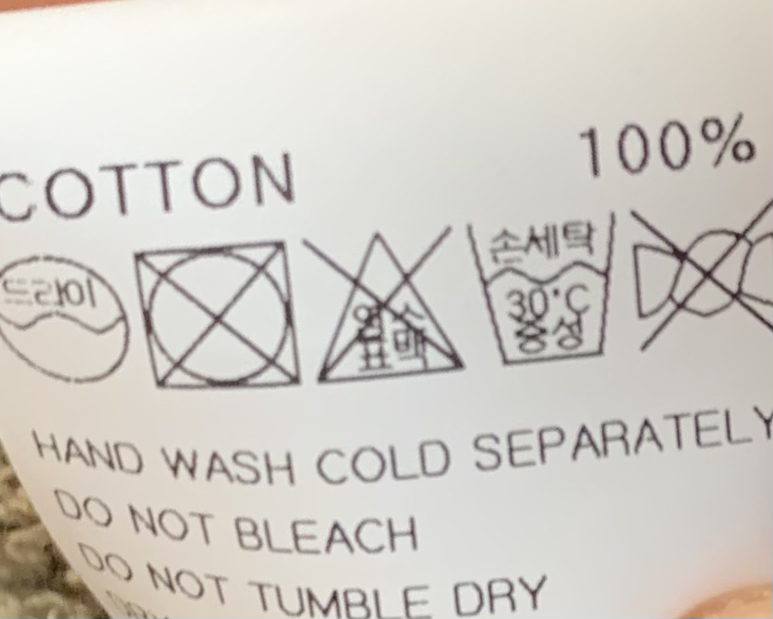 COTTON 100%
드라이
염소
표백
손세탁
30°C
중성
HAND WASH COLD SEPARATELY
DO NOT BLEACH
DO NOT TUMBLE DRY